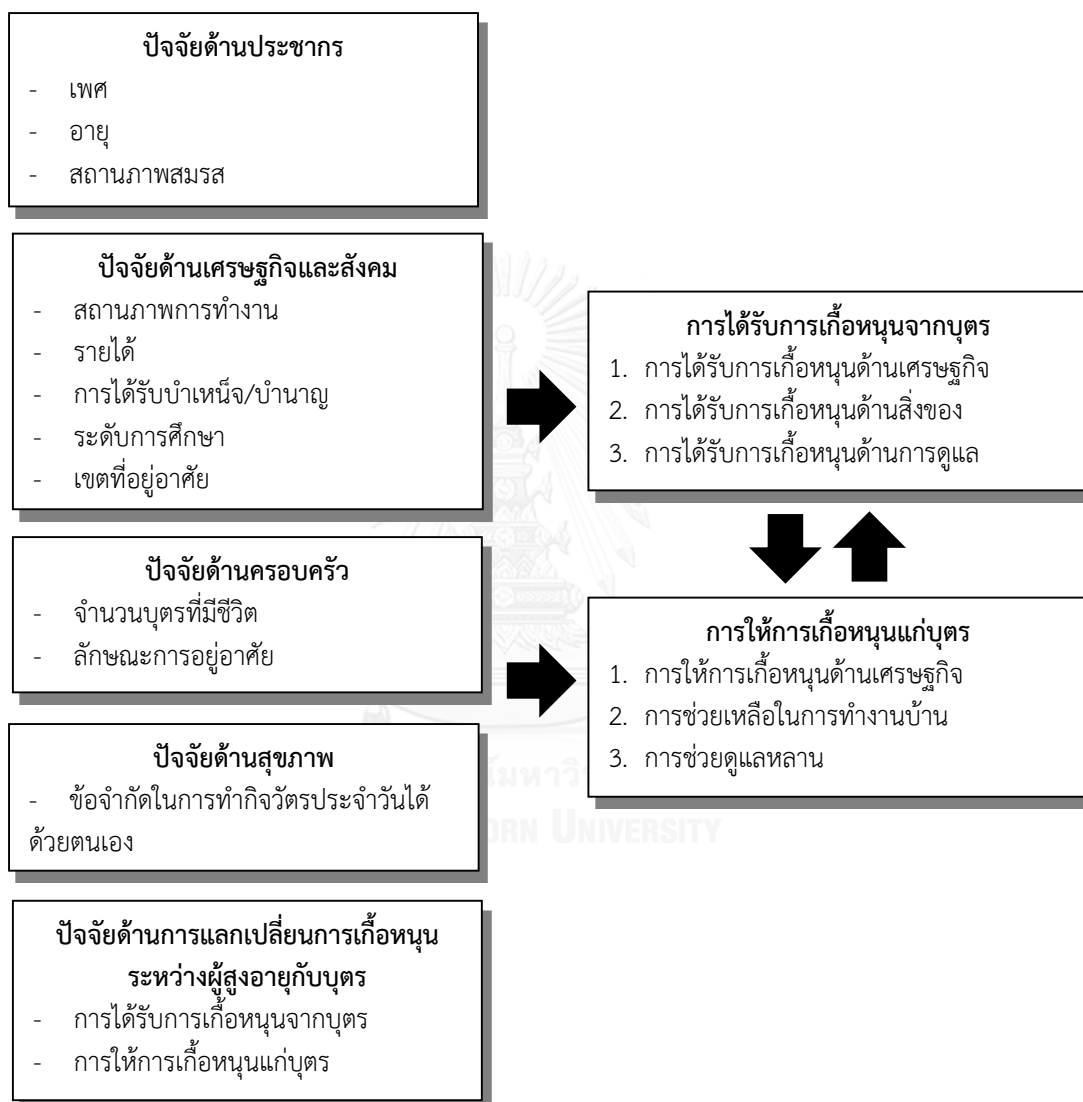 ปัจจัยด้านประชากร
- เพศ
- อายุ
- สถานภาพสมรส
ปัจจัยด้านเศรษฐกิจและสังคม
- สถานภาพการทำงาน
- รายได้
- การได้รับบำเหน็จ/บำนาญ
- ระดับการศึกษา
- เขตที่อยู่อาศัย
ปัจจัยด้านครอบครัว
- จำนวนบุตรที่มีชีวิต
- ลักษณะการอยู่อาศัย
ปัจจัยด้านสุขภาพ
- ข้อจำกัดในการทำกิจวัตรประจำวันได้
ด้วยตนเอง
ปัจจัยด้านการแลกเปลี่ยนการเกื้อหนุน
ระหว่างผู้สูงอายุกับบุตร
- การได้รับการเกื้อหนุนจากบุตร
- การให้การเกื้อหนุนแก่บุตร
การได้รับการเกื้อหนุนจากบุตร
1. การได้รับการเกื้อหนุนด้านเศรษฐกิจ
2. การได้รับการเกื้อหนุนด้านสิ่งของ
3. การได้รับการเกื้อหนุนด้านการดูแล
การให้การเกื้อหนุนแก่บุตร
1. การให้การเกื้อหนุนด้านเศรษฐกิจ
2. การช่วยเหลือในการทำงานบ้าน
3. การช่วยดูแลหลาน
UNIVERSITY